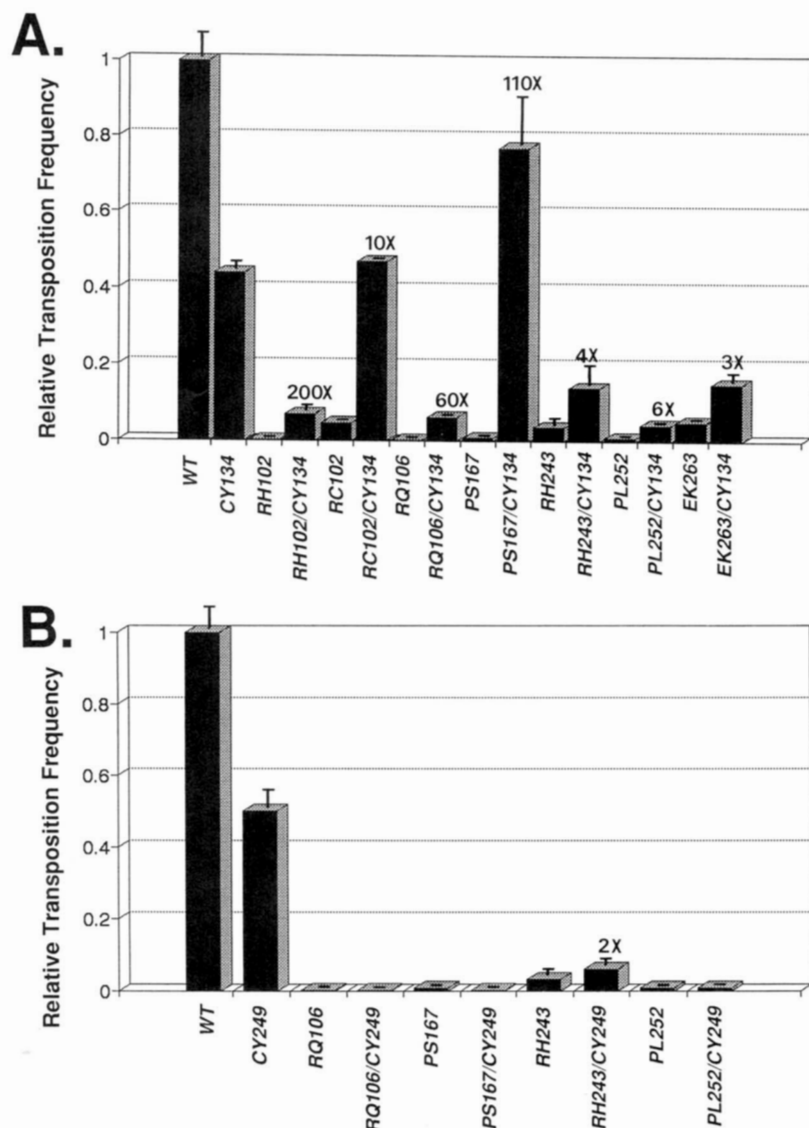 A.
Relative Transposition Frequency
1
0.8
0.6
0.4
0.2
0
200X
10X
60X
110X
4X
6X
3X
WT
CY134
RH102
RH102/CY134
RC102
RC102/CY134
RQ106
RQ106/CY134
PS167
PS167/CY134
RH243
RH243/CY134
PL252
PL252/CY134
EK263
EK263/CY134
B.
Relative Transposition Frequency
1
0.8
0.6
0.4
0.2
0
2X
WT
CY249
RQ106
RQ106/CY249
PS167
PS167/CY249
RH243
RH243/CY249
PL252
PL252/CY249